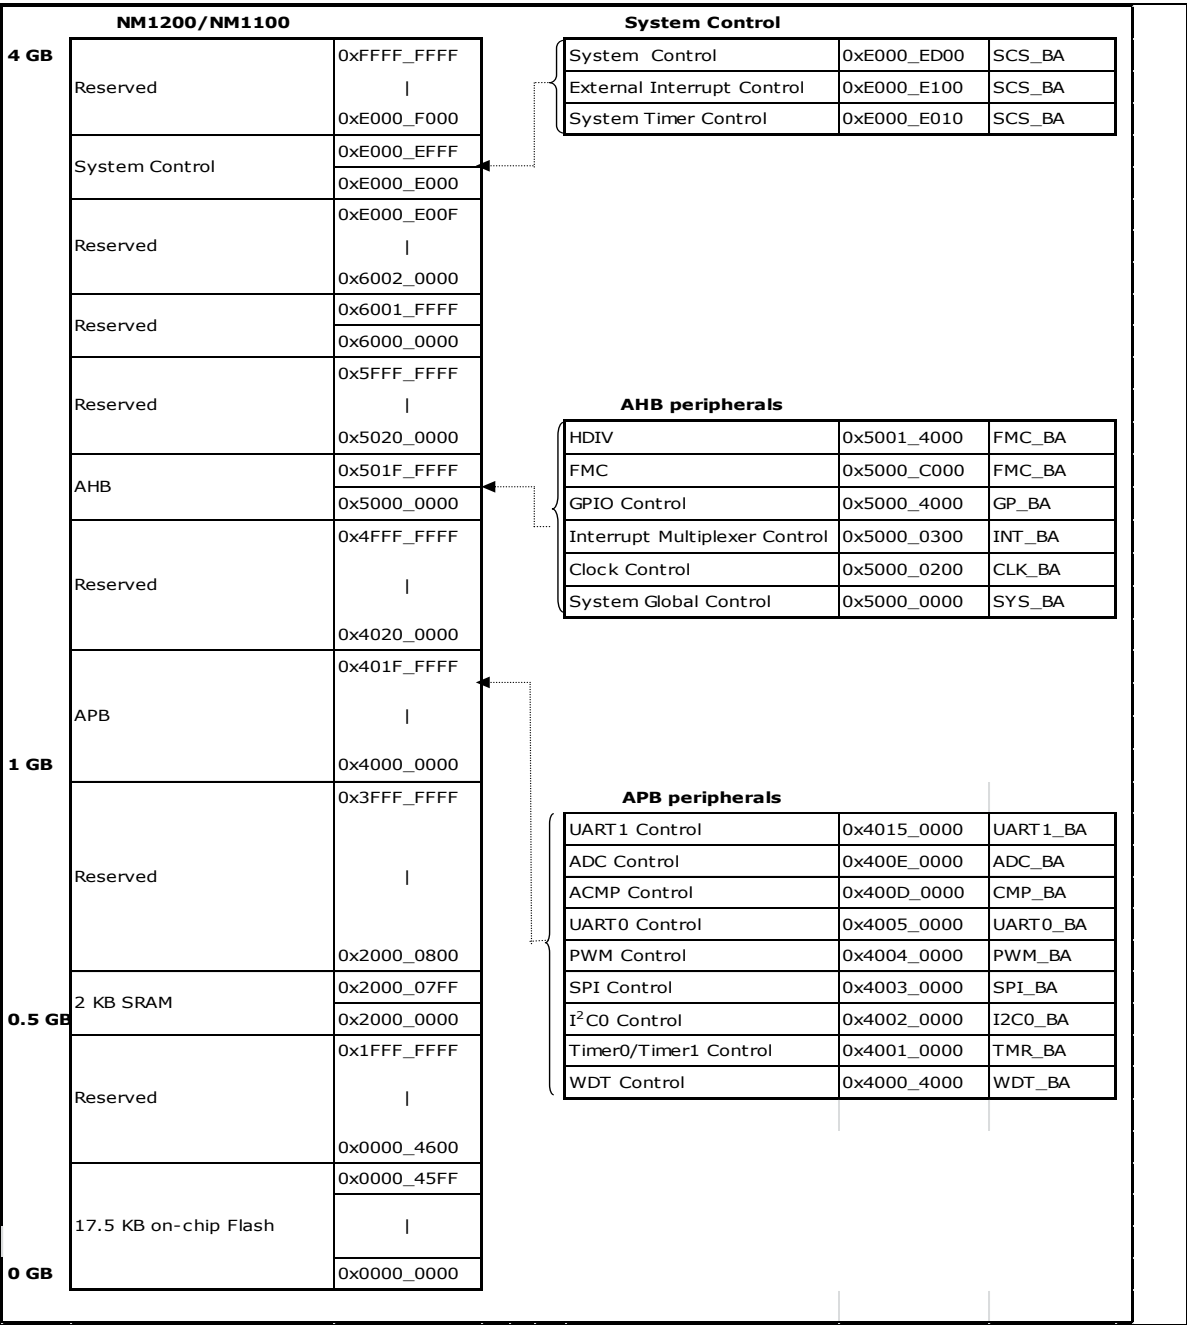 NM1200/NM1100
4 GB
Reserved
0xFFFF_FFFF
|
0xE000_F000
System Control
0xE000_EFFF
0xE000_E000
Reserved
0xE000_E00F
|
0x6002_0000
Reserved
0x6001_FFFF
0x6000_0000
Reserved
0x5FFF_FFFF
|
0x5020_0000
AHB
0x501F_FFFF
0x5000_0000
Reserved
0x4FFF_FFFF
|
0x4020_0000
APB
0x401F_FFFF
|
1 GB
0x4000_0000
Reserved
0x3FFF_FFFF
|
0x2000_0800
2 KB SRAM
0x2000_07FF
0.5 GB
0x2000_0000
Reserved
0x1FFF_FFFF
|
0x0000_4600
17.5 KB on-chip Flash
0x0000_45FF
|
0 GB
0x0000_0000
System Control
System Control 0xE000_ED00 SCS_BA
External Interrupt Control 0xE000_E100 SCS_BA
System Timer Control 0xE000_E010 SCS_BA
AHB peripherals
HDIV 0x5001_4000 FMC_BA
FMC 0x5000_C000 FMC_BA
GPIO Control 0x5000_4000 GP_BA
Interrupt Multiplexer Control 0x5000_0300 INT_BA
Clock Control 0x5000_0200 CLK_BA
System Global Control 0x5000_0000 SYS_BA
APB peripherals
UART1 Control 0x4015_0000 UART1_BA
ADC Control 0x400E_0000 ADC_BA
ACMP Control 0x400D_0000 CMP_BA
UART0 Control 0x4005_0000 UART0_BA
PWM Control 0x4004_0000 PWM_BA
SPI Control 0x4003_0000 SPI_BA
I²C0 Control 0x4002_0000 I2C0_BA
Timer0/Timer1 Control 0x4001_0000 TMR_BA
WDT Control 0x4000_4000 WDT_BA